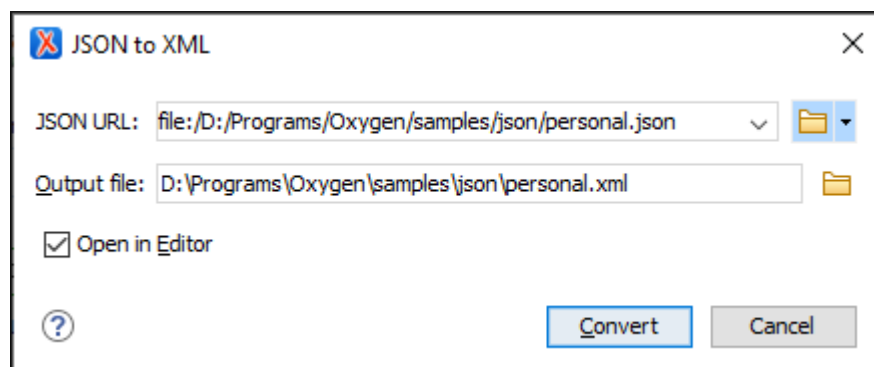 JSON to XML
JSON URL: file:/D:/Programs/Oxygen/samples/json/personal.json
Output file: D:\Programs\Oxygen\samples\json\personal.xml
Open in Editor
? Convert Cancel